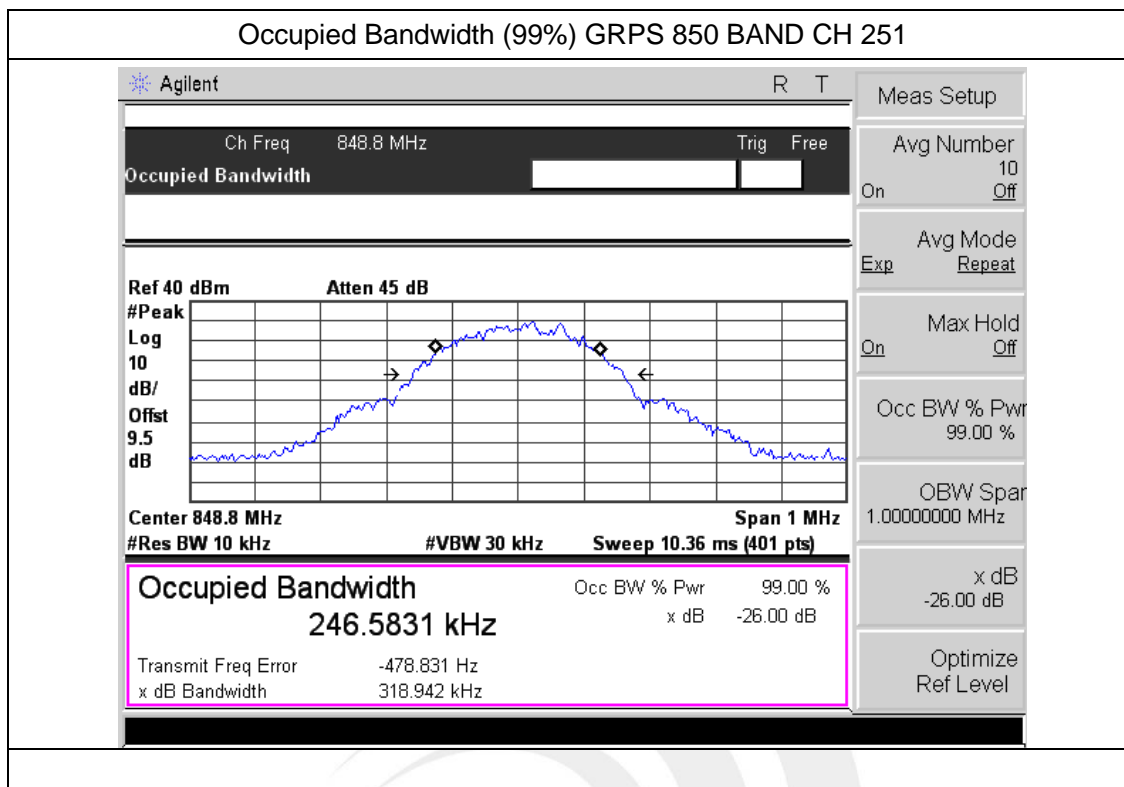 Occupied Bandwidth (99%) GRPS 850 BAND CH 251
Agilent R T
Ch Freq 848.8 MHz Trig Free
Occupied Bandwidth
Ref 40 dBm Atten 45 dB
#Peak
Log
10
dB/
Offst
9.5
dB
Center 848.8 MHz Span 1 MHz
#Res BW 10 kHz #VBW 30 kHz Sweep 10.36 ms (401 pts)
Occupied Bandwidth Occ BW % Pwr 99.00 %
246.5831 kHz x dB -26.00 dB
Transmit Freq Error -478.831 Hz
x dB Bandwidth 318.942 kHz
Meas Setup
Avg Number
10
On Off
Avg Mode
Exp Repeat
Max Hold
On Off
Occ BW % Pwr
99.00 %
OBW Span
1.00000000 MHz
x dB
-26.00 dB
Optimize
Ref Level